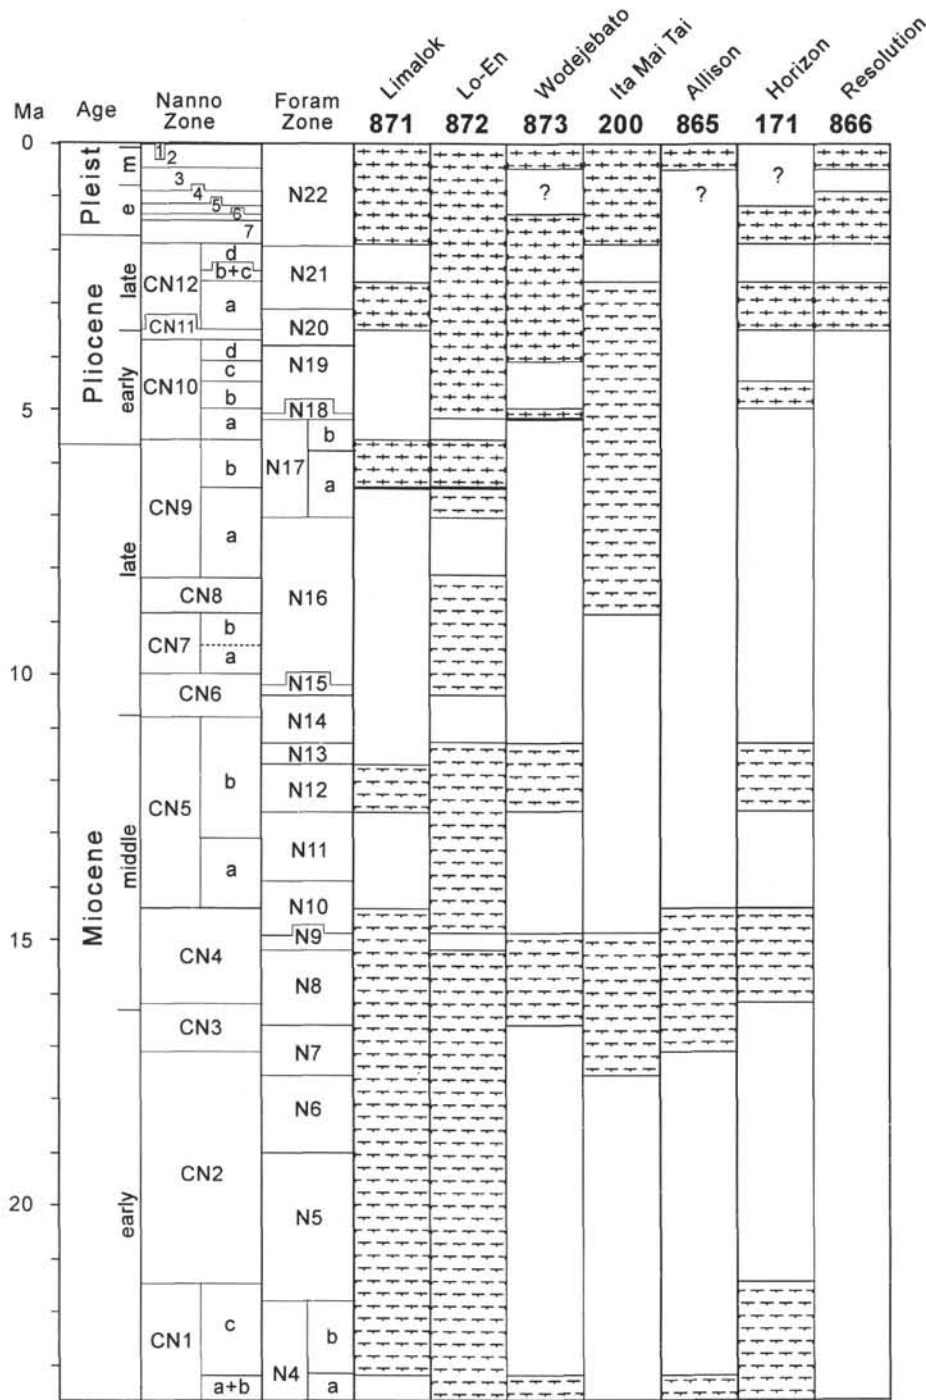 Limalok
Lo-En
Wodejebato
Ita Mai Tai
Allison
Horizon
Resolution
Ma Age Nanno Zone Foram Zone 871 872 873 200 865 171 866
0
Pleist
m
e
1
2
3
4
5
6
7
N22
?
?
?
Pliocene
late
early
CN12
d
b+c
a
CN11
CN10
d
c
b
a
N21
N20
N19
N18
5
Miocene
late
middle
early
CN9
b
a
CN8
CN7
b
a
CN6
N17
b
a
N16
N15
10
CN5
b
a
N14
N13
N12
N11
N10
N9
15
CN4
CN3
CN2
N8
N7
N6
N5
20
CN1
c
a+b
N4
b
a